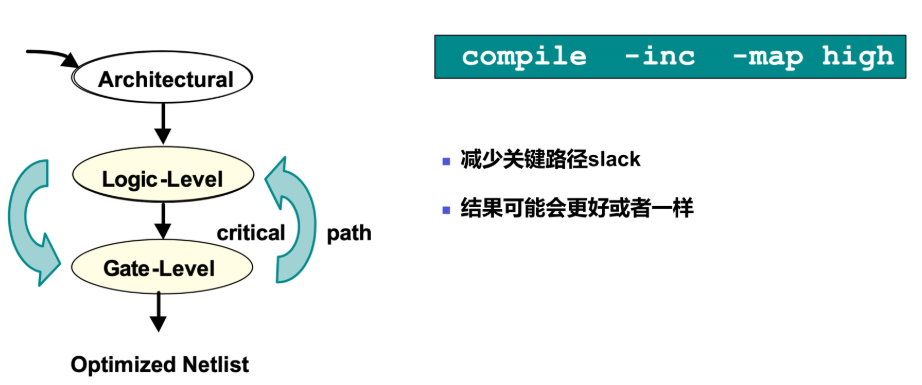 Architectural
Logic-Level
critical path
Gate-Level
Optimized Netlist
compile -inc -map high
减少关键路径slack
结果可能会更好或者一样